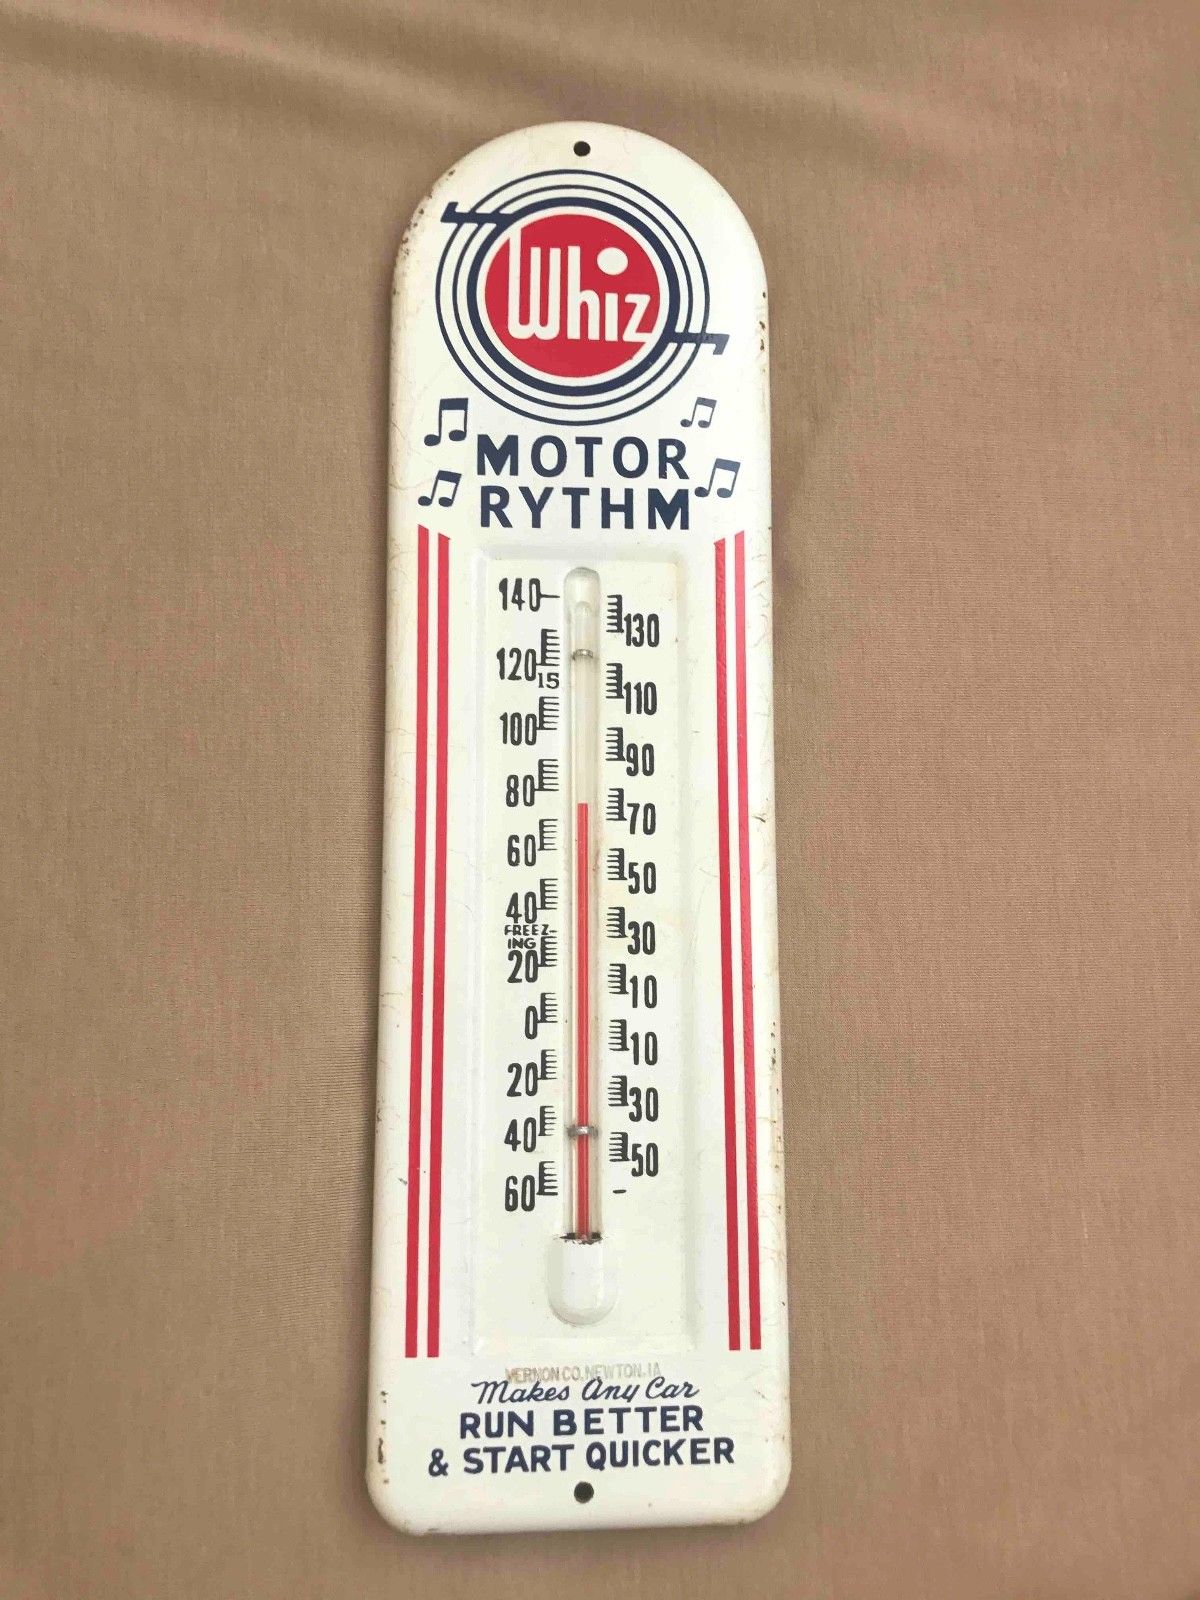 Whiz
MOTOR
RYTHM
140
130
120
15
110
100
90
80
70
60
50
40
30
FREEZ-
ING
20
10
0
10
20
30
40
50
60
VERNON CO. NEWTON, IA
Makes Any Car
RUN BETTER
& START QUICKER